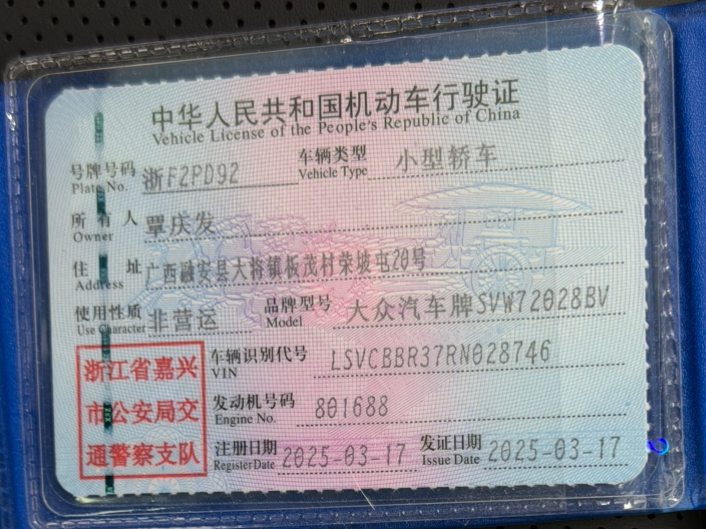 中华人民共和国机动车行驶证
Vehicle License of the People's Republic of China
号牌号码 浙F2PD92 车辆类型 小型轿车
Plate No. Vehicle Type
所有人 覃庆发
Owner
住址 广西融安县大将镇板茂村荣坡屯20号
Address
使用性质 非营运 品牌型号 大众汽车牌SVW72028BV
Use Character Model
浙江省嘉兴
市公安局交
通警察支队
车辆识别代号 LSVCBBR37RN028746
VIN
发动机号码 801688
Engine No.
注册日期 2025-03-17 发证日期 2025-03-17
Register Date Issue Date